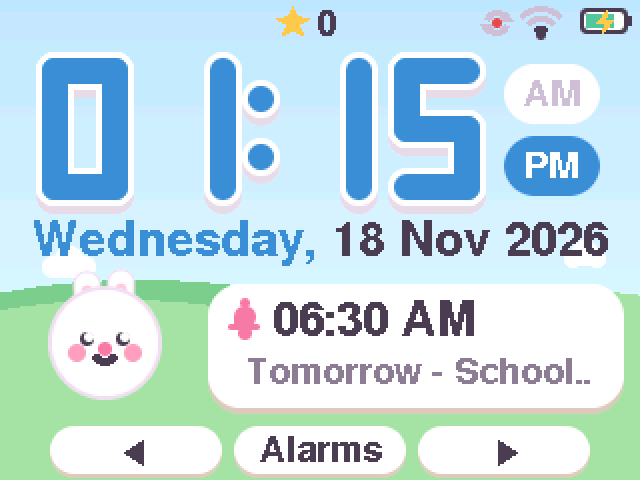 0
01:15
AM
PM
Wednesday, 18 Nov 2026
06:30 AM
Tomorrow - School..
Alarms